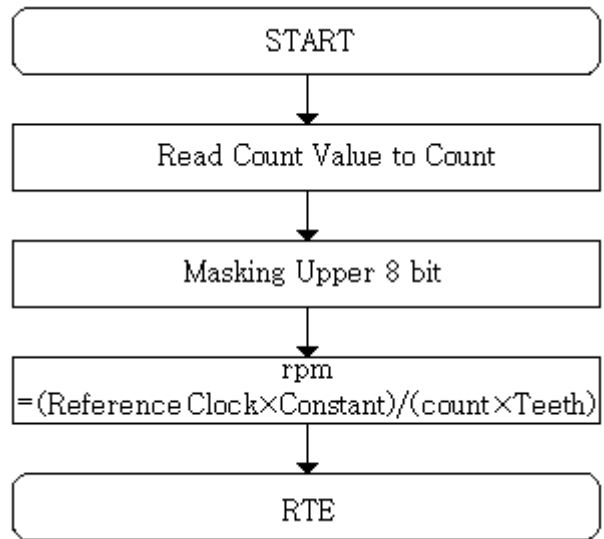 START
Read Count Value to Count
Masking Upper 8 bit
rpm
=(Reference Clock×Constant)/(count×Teeth)
RTE